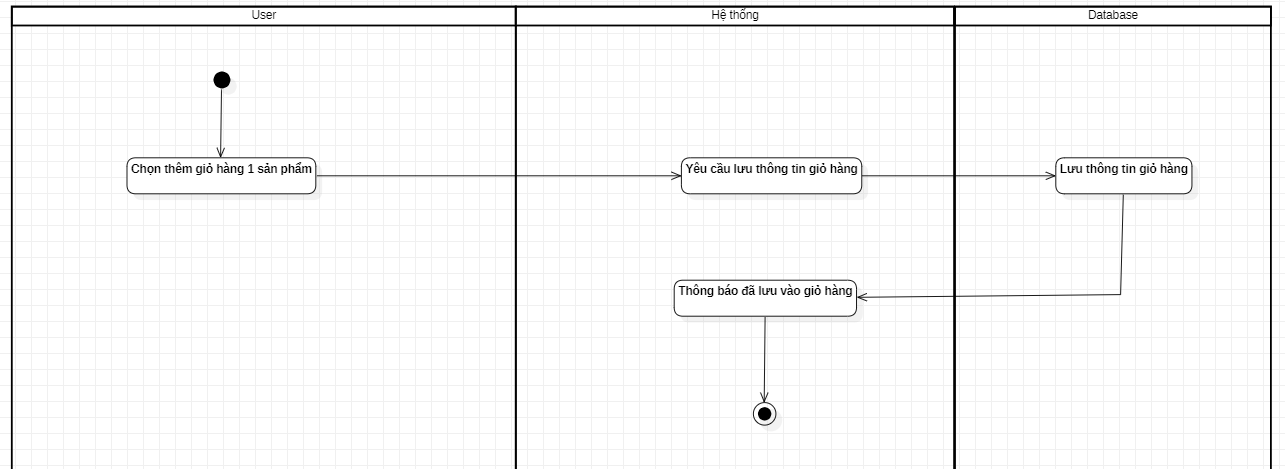 User
Hệ thống
Database
Chọn thêm giỏ hàng 1 sản phẩm
Yêu cầu lưu thông tin giỏ hàng
Lưu thông tin giỏ hàng
Thông báo đã lưu vào giỏ hàng